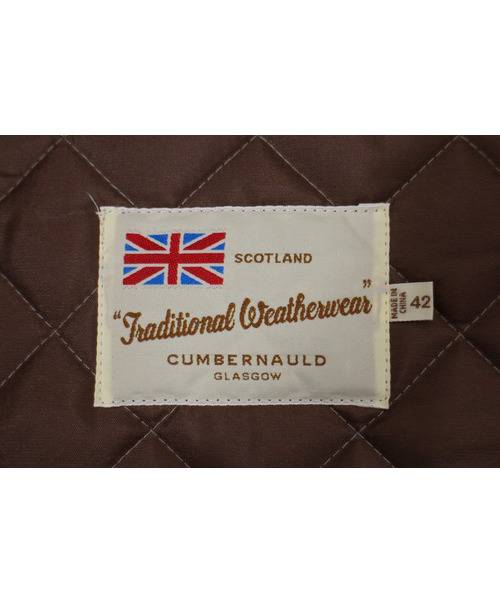 SCOTLAND
"Traditional Weatherwear"
CUMBERNAULD
GLASGOW
MADE IN
CHINA
42